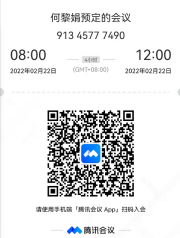 何黎娟预定的会议
913 4577 7490
08:00 4小时 12:00
2022年02月22日 (GMT+08:00) 2022年02月22日
请使用手机端「腾讯会议 App」扫码入会
腾讯会议